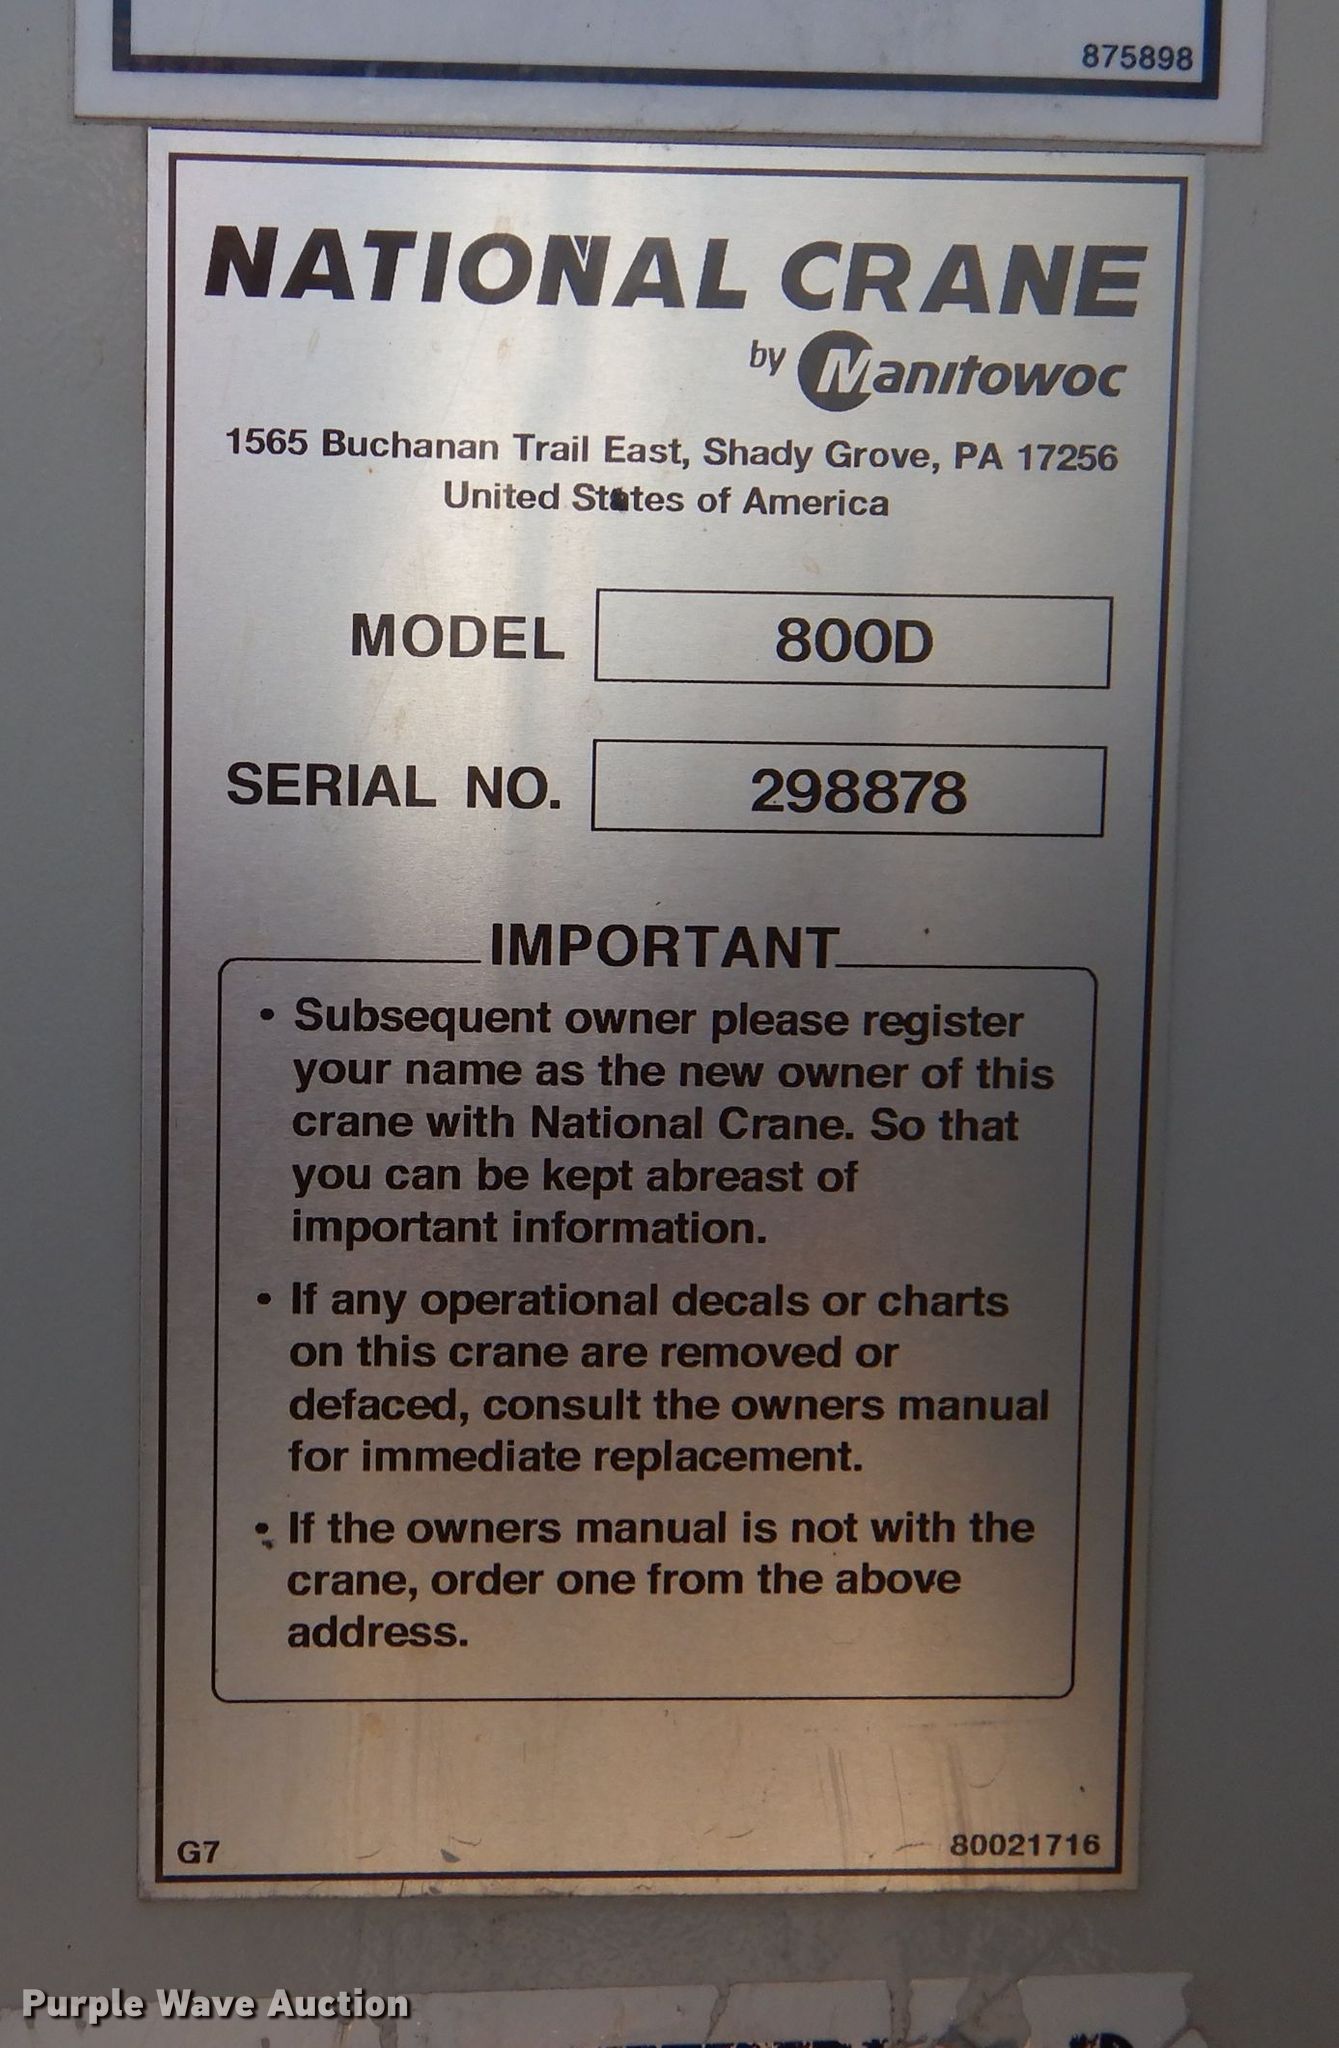 875898
NATIONAL CRANE
by Manitowoc
1565 Buchanan Trail East, Shady Grove, PA 17256
United States of America
MODEL 800D
SERIAL NO. 298878
IMPORTANT
• Subsequent owner please register
your name as the new owner of this
crane with National Crane. So that
you can be kept abreast of
important information.
• If any operational decals or charts
on this crane are removed or
defaced, consult the owners manual
for immediate replacement.
• If the owners manual is not with the
crane, order one from the above
address.
G7 80021716
Purple Wave Auction